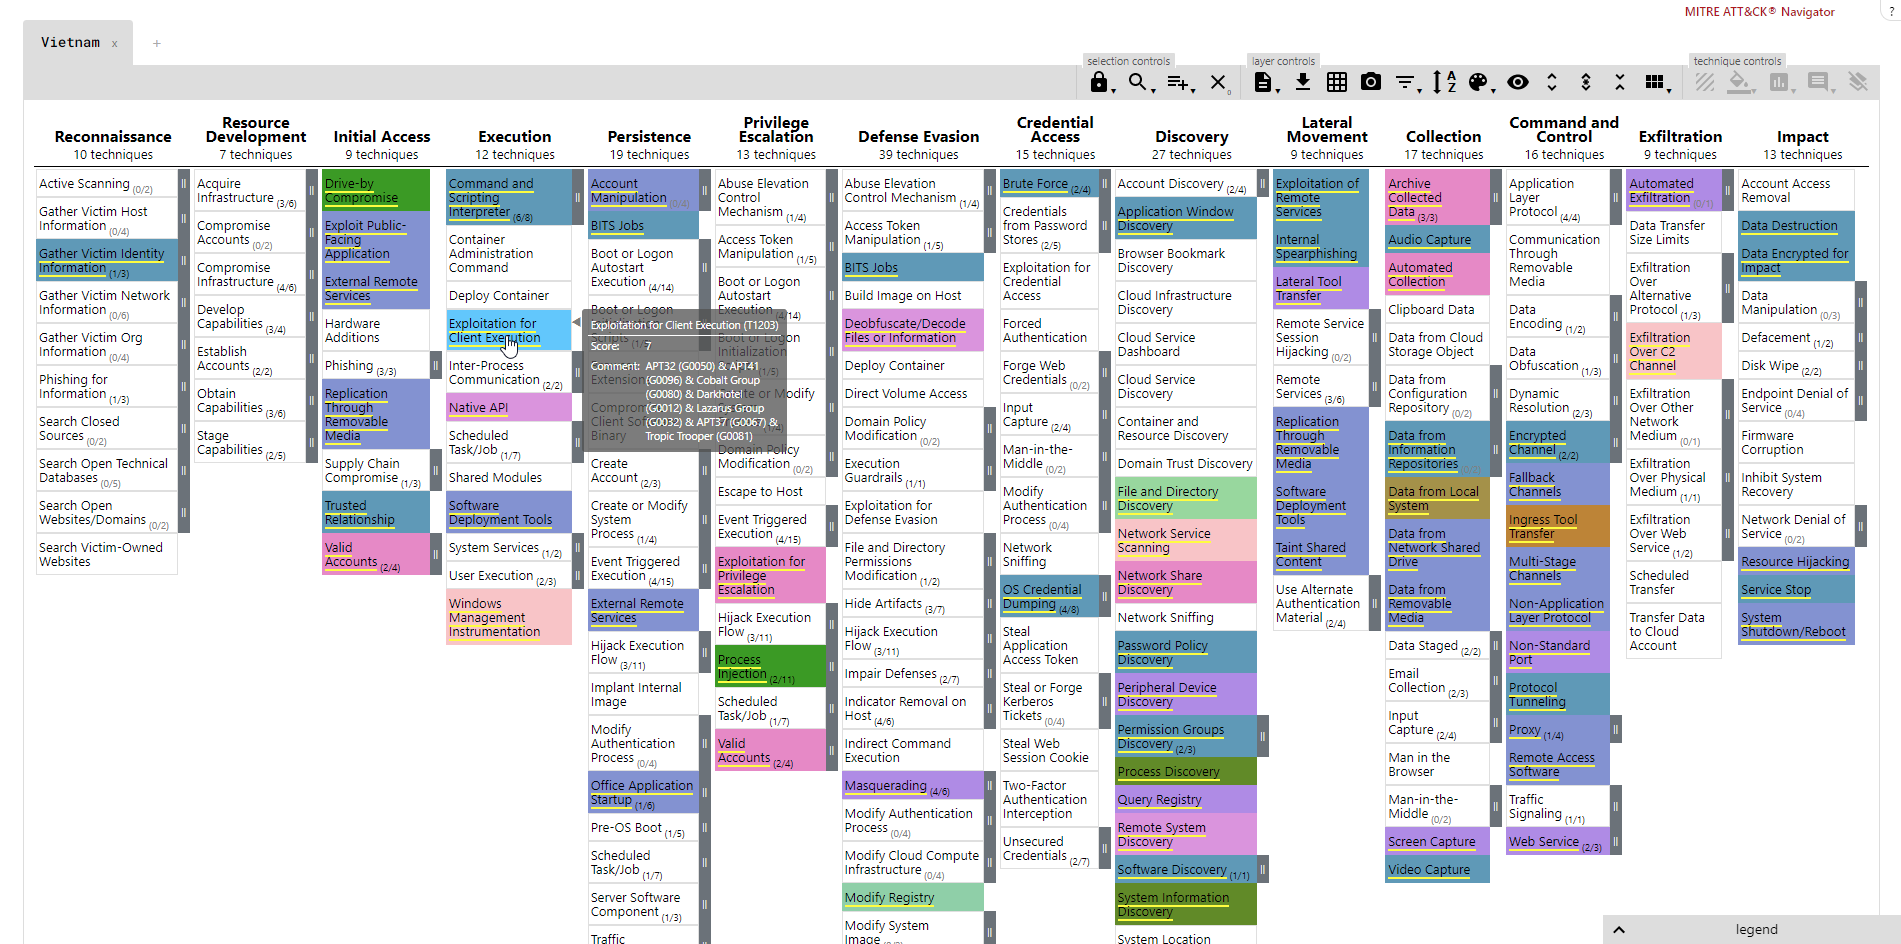 MITRE ATT&CK® Navigator
?
Vietnam x +
selection controls
layer controls
technique controls
0
A
Z
Reconnaissance
10 techniques
Active Scanning (0/2)
Gather Victim Host
Information (0/4)
Gather Victim Identity
Information (1/3)
Gather Victim Network
Information (0/6)
Gather Victim Org
Information (0/4)
Phishing for
Information (1/3)
Search Closed
Sources (0/2)
Search Open Technical
Databases (0/5)
Search Open
Websites/Domains (0/2)
Search Victim-Owned
Websites
Resource
Development
7 techniques
Acquire
Infrastructure (3/6)
Compromise
Accounts (0/2)
Compromise
Infrastructure (4/6)
Develop
Capabilities (3/4)
Establish
Accounts (2/2)
Obtain
Capabilities (3/6)
Stage
Capabilities (2/5)
Initial Access
9 techniques
Drive-by
Compromise
Exploit Public-
Facing
Application
External Remote
Services
Hardware
Additions
Phishing (3/3)
Replication
Through
Removable
Media
Supply Chain
Compromise (1/3)
Trusted
Relationship
Valid
Accounts (2/4)
Execution
12 techniques
Command and
Scripting
Interpreter (6/8)
Container
Administration
Command
Deploy Container
Exploitation for
Client Execution
Inter-Process
Communication (2/2)
Native API
Scheduled
Task/Job (1/7)
Shared Modules
Software
Deployment Tools
System Services (1/2)
User Execution (2/3)
Windows
Management
Instrumentation
Persistence
19 techniques
Account
Manipulation (0/4)
BITS Jobs
Boot or Logon
Autostart
Execution (4/14)
Boot or Logon
Exploitation for Client Execution (T1203)
Score: 7
Comment: APT32 (G0050) & APT41
(G0096) & Cobalt Group
(G0080) & Darkhotel
(G0012) & Lazarus Group
(G0032) & APT37 (G0067) &
Tropic Trooper (G0081)
Create
Account (2/3)
Create or Modify
System
Process (1/4)
Event Triggered
Execution (4/15)
External Remote
Services
Hijack Execution
Flow (3/11)
Implant Internal
Image
Modify
Authentication
Process (0/4)
Office Application
Startup (1/6)
Pre-OS Boot (1/5)
Scheduled
Task/Job (1/7)
Server Software
Component (1/3)
Traffic
Privilege
Escalation
13 techniques
Abuse Elevation
Control
Mechanism (1/4)
Access Token
Manipulation (1/5)
Boot or Logon
Autostart
Execution (4/14)
Boot or Logon
Initialization
Create or Modify
Domain Policy
Modification (0/2)
Escape to Host
Event Triggered
Execution (4/15)
Exploitation for
Privilege
Escalation
Hijack Execution
Flow (3/11)
Process
Injection (2/11)
Scheduled
Task/Job (1/7)
Valid
Accounts (2/4)
Defense Evasion
39 techniques
Abuse Elevation
Control Mechanism (1/4)
Access Token
Manipulation (1/5)
BITS Jobs
Build Image on Host
Deobfuscate/Decode
Files or Information
Deploy Container
Direct Volume Access
Domain Policy
Modification (0/2)
Execution
Guardrails (1/1)
Exploitation for
Defense Evasion
File and Directory
Permissions
Modification (1/2)
Hide Artifacts (3/7)
Hijack Execution
Flow (3/11)
Impair Defenses (2/7)
Indicator Removal on
Host (4/6)
Indirect Command
Execution
Masquerading (4/6)
Modify Authentication
Process (0/4)
Modify Cloud Compute
Infrastructure (0/4)
Modify Registry
Modify System
Image
Credential
Access
15 techniques
Brute Force (2/4)
Credentials
from Password
Stores (2/5)
Exploitation for
Credential
Access
Forced
Authentication
Forge Web
Credentials (0/2)
Input
Capture (2/4)
Man-in-the-
Middle (0/2)
Modify
Authentication
Process (0/4)
Network
Sniffing
OS Credential
Dumping (4/8)
Steal
Application
Access Token
Steal or Forge
Kerberos
Tickets (0/4)
Steal Web
Session Cookie
Two-Factor
Authentication
Interception
Unsecured
Credentials (2/7)
Discovery
27 techniques
Account Discovery (2/4)
Application Window
Discovery
Browser Bookmark
Discovery
Cloud Infrastructure
Discovery
Cloud Service
Dashboard
Cloud Service
Discovery
Container and
Resource Discovery
Domain Trust Discovery
File and Directory
Discovery
Network Service
Scanning
Network Share
Discovery
Network Sniffing
Password Policy
Discovery
Peripheral Device
Discovery
Permission Groups
Discovery (2/3)
Process Discovery
Query Registry
Remote System
Discovery
Software Discovery (1/1)
System Information
Discovery
System Location
Lateral
Movement
9 techniques
Exploitation of
Remote
Services
Internal
Spearphishing
Lateral Tool
Transfer
Remote Service
Session
Hijacking (0/2)
Remote
Services (3/6)
Replication
Through
Removable
Media
Software
Deployment
Tools
Taint Shared
Content
Use Alternate
Authentication
Material (2/4)
Collection
17 techniques
Archive
Collected
Data (3/3)
Audio Capture
Automated
Collection
Clipboard Data
Data from Cloud
Storage Object
Data from
Configuration
Repository (0/2)
Data from
Information
Repositories (0/2)
Data from Local
System
Data from
Network Shared
Drive
Data from
Removable
Media
Data Staged (2/2)
Email
Collection (2/3)
Input
Capture (2/4)
Man in the
Browser
Man-in-the-
Middle (0/2)
Screen Capture
Video Capture
Command and
Control
16 techniques
Application
Layer
Protocol (4/4)
Communication
Through
Removable
Media
Data
Encoding (1/2)
Data
Obfuscation (1/3)
Dynamic
Resolution (2/3)
Encrypted
Channel (2/2)
Fallback
Channels
Ingress Tool
Transfer
Multi-Stage
Channels
Non-Application
Layer Protocol
Non-Standard
Port
Protocol
Tunneling
Proxy (1/4)
Remote Access
Software
Traffic
Signaling (1/1)
Web Service (2/3)
Exfiltration
9 techniques
Automated
Exfiltration (0/1)
Data Transfer
Size Limits
Exfiltration
Over
Alternative
Protocol (1/3)
Exfiltration
Over C2
Channel
Exfiltration
Over Other
Network
Medium (0/1)
Exfiltration
Over Physical
Medium (1/1)
Exfiltration
Over Web
Service (1/2)
Scheduled
Transfer
Transfer Data
to Cloud
Account
Impact
13 techniques
Account Access
Removal
Data Destruction
Data Encrypted for
Impact
Data
Manipulation (0/3)
Defacement (1/2)
Disk Wipe (2/2)
Endpoint Denial of
Service (0/4)
Firmware
Corruption
Inhibit System
Recovery
Network Denial of
Service (0/2)
Resource Hijacking
Service Stop
System
Shutdown/Reboot
legend